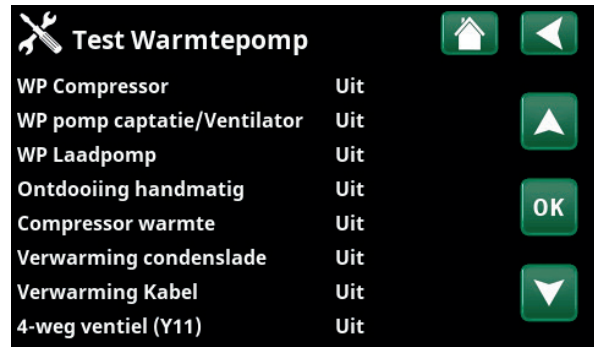 Test Warmtepomp
WP Compressor Uit
WP pomp captatie/Ventilator Uit
WP Laadpomp Uit
Ontdooiing handmatig Uit
OK
Compressor warmte Uit
Verwarming condenslade Uit
Verwarming Kabel Uit
4-weg ventiel (Y11) Uit